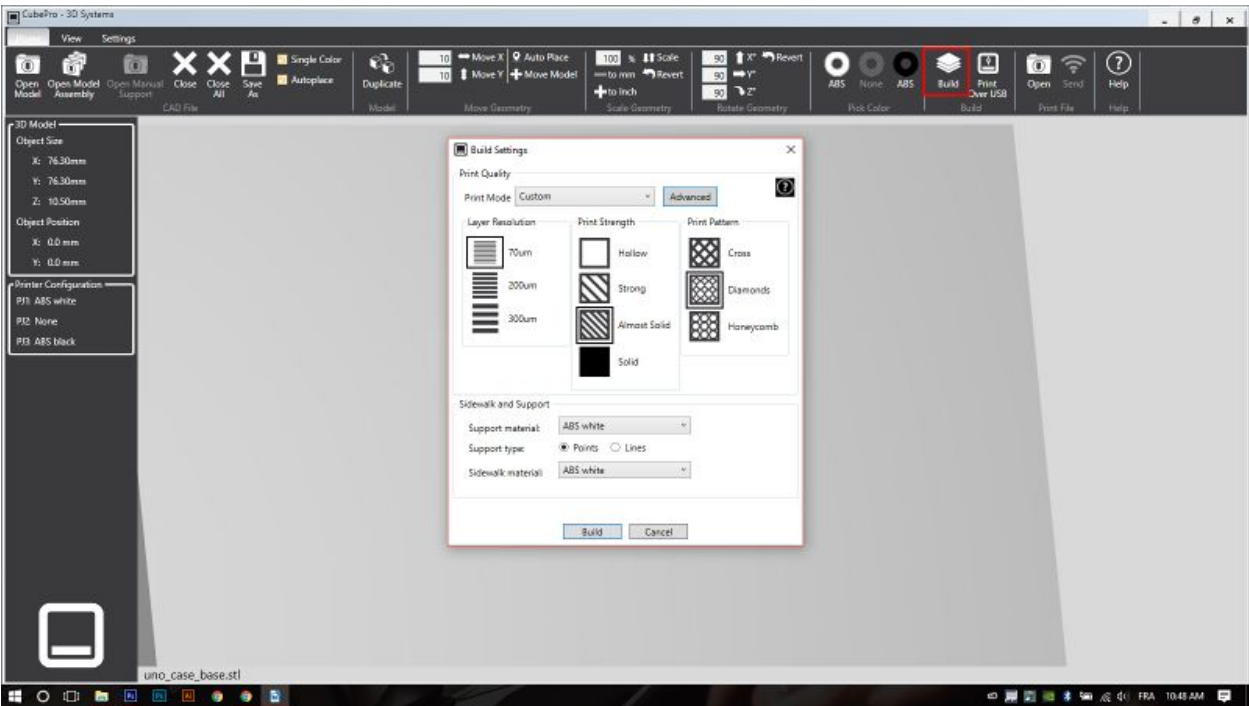 CubePro - 3D Systems
View Settings
Open Model
Open Model Assembly
Open Manual Support
Close
Close All
Save As
Single Color
Autoplace
CAD File
Duplicate
Model
10 Move X Auto Place
10 Move Y Move Model
Move Geometry
100 % Scale
to mm Revert
to inch
Scale Geometry
90 X° Revert
90 Y°
90 Z°
Rotate Geometry
ABS None ABS
Pick Color
Build
Print Over USB
Build
Open Send
Print File
Help
Help
3D Model
Object Size
X: 76.30mm
Y: 76.30mm
Z: 10.50mm
Object Position
X: 0.0 mm
Y: 0.0 mm
Printer Configuration
PJ1: ABS white
PJ2: None
PJ3: ABS black
Build Settings
Print Quality
Print Mode Custom Advanced
Layer Resolution
70um
200um
300um
Print Strength
Hollow
Strong
Almost Solid
Solid
Print Pattern
Cross
Diamonds
Honeycomb
Sidewalk and Support
Support material: ABS white
Support type: Points Lines
Sidewalk material: ABS white
Build Cancel
uno_case_base.stl
FRA 10:48 AM